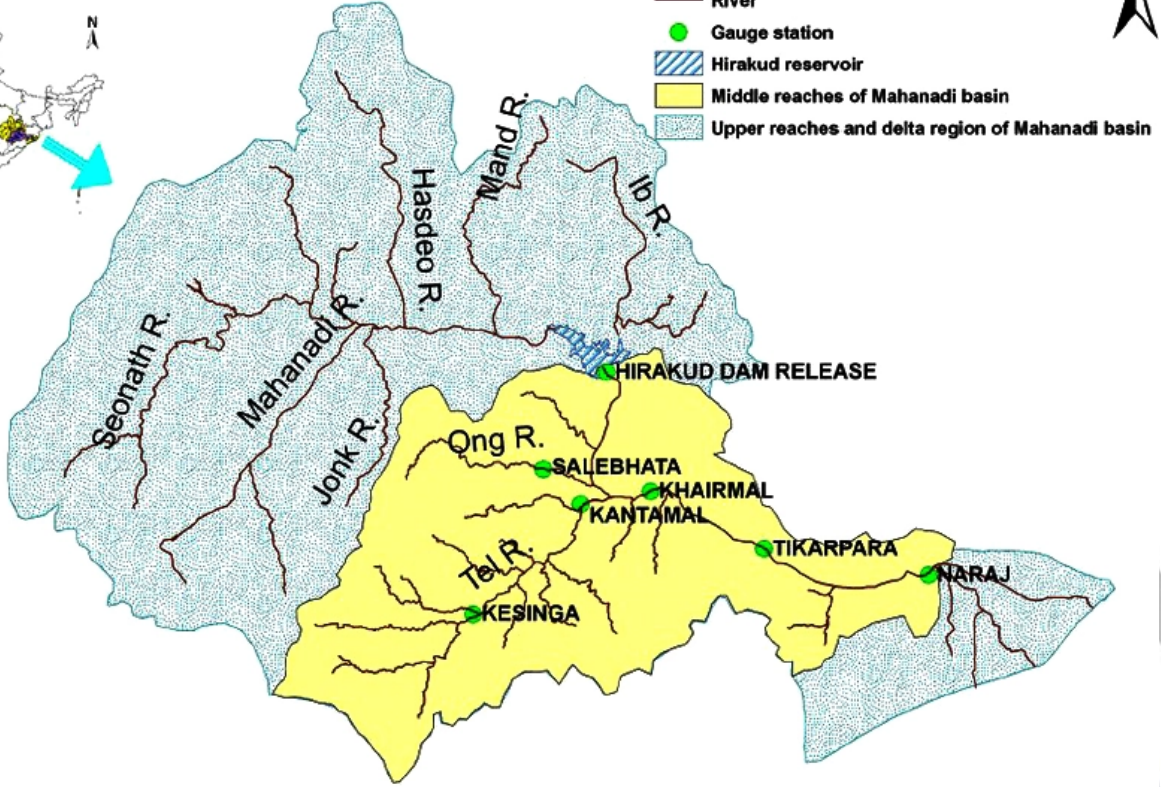 River
N
Gauge station
Hirakud reservoir
Middle reaches of Mahanadi basin
Upper reaches and delta region of Mahanadi basin
Mand R.
Ib R.
Hasdeo R.
Seonath R.
Mahanadi R.
Jonk R.
HIRAKUD DAM RELEASE
Ong R.
SALEBHATA
KHAIRMAL
KANTAMAL
TIKARPARA
Tel R.
NARAJ
KESINGA